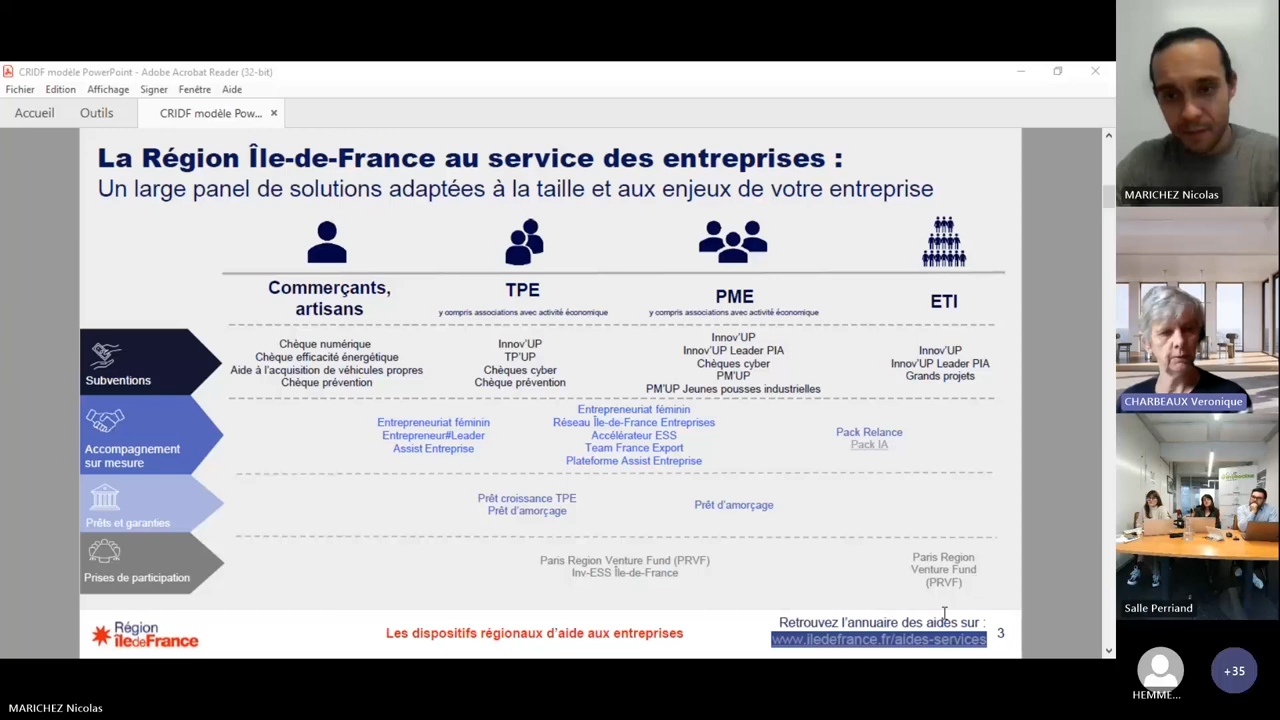 CRIDF modèle PowerPoint - Adobe Acrobat Reader (32-bit)
Fichier Edition Affichage Signer Fenêtre Aide
Accueil Outils CRIDF modèle Pow... ×
La Région Île-de-France au service des entreprises :
Un large panel de solutions adaptées à la taille et aux enjeux de votre entreprise
Commerçants,
artisans
TPE
y compris associations avec activité économique
PME
y compris associations avec activité économique
ETI
Subventions
Chèque numérique
Chèque efficacité énergétique
Aide à l'acquisition de véhicules propres
Chèque prévention
Innov'UP
TP'UP
Chèques cyber
Chèque prévention
Innov'UP
Innov'UP Leader PIA
Chèques cyber
PM'UP
PM'UP Jeunes pousses industrielles
Innov'UP
Innov'UP Leader PIA
Grands projets
Accompagnement
sur mesure
Entrepreneuriat féminin
Entrepreneur#Leader
Assist Entreprise
Entrepreneuriat féminin
Réseau Île-de-France Entreprises
Accélérateur ESS
Team France Export
Plateforme Assist Entreprise
Pack Relance
Pack IA
Prêts et garanties
Prêt croissance TPE
Prêt d'amorçage
Prêt d'amorçage
Prises de participation
Paris Region Venture Fund (PRVF)
Inv-ESS Île-de-France
Paris Region
Venture Fund
(PRVF)
Région
îledeFrance
Les dispositifs régionaux d'aide aux entreprises
Retrouvez l'annuaire des aides sur :
www.iledefrance.fr/aides-services
3
MARICHEZ Nicolas
CHARBEAUX Veronique
Salle Perriand
HEMME...
+35
MARICHEZ Nicolas